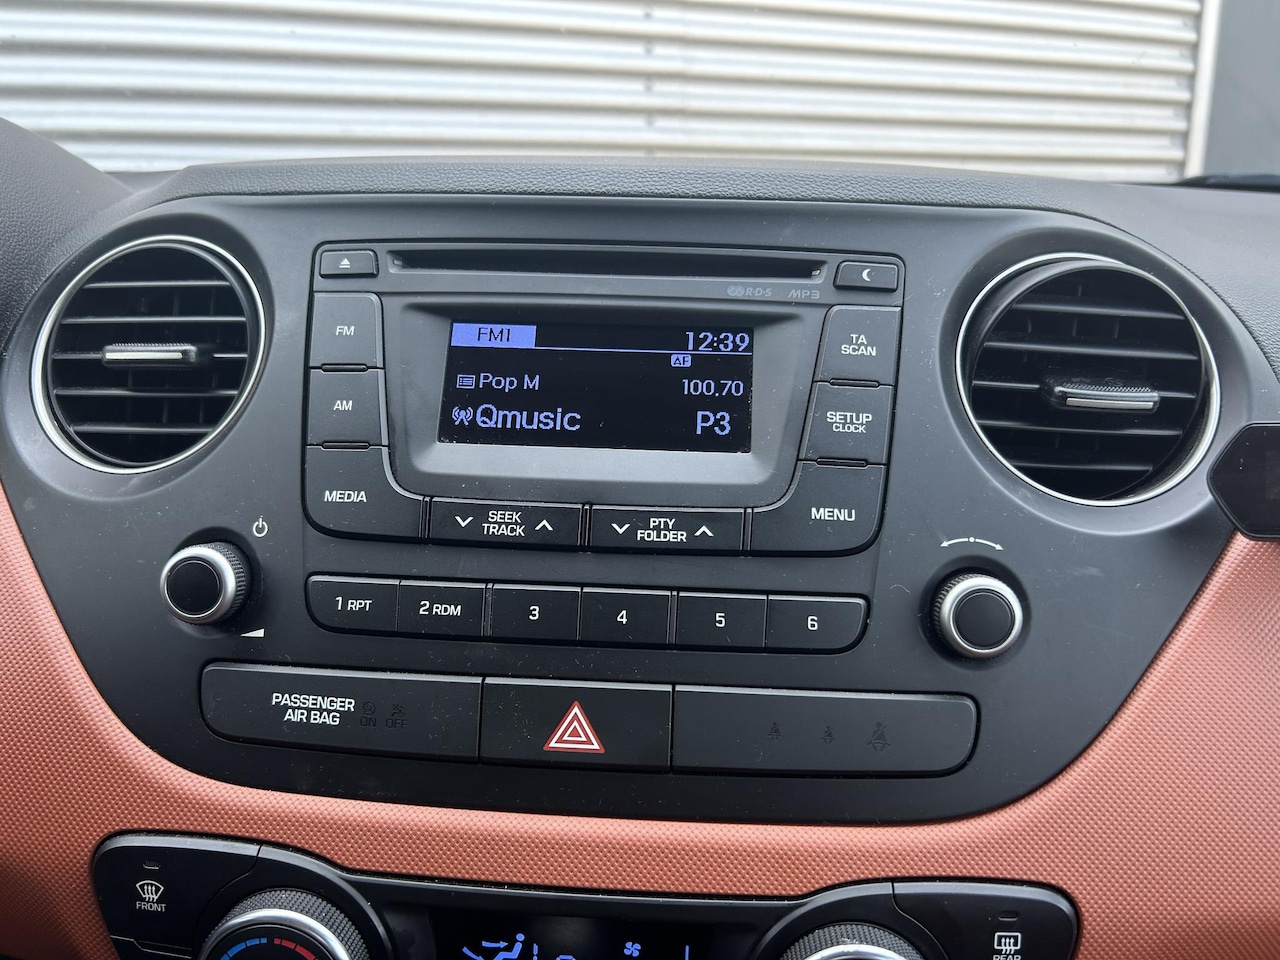 R·D·S MP3
FM
AM
MEDIA
FM1 12:39
AF
Pop M 100.70
Qmusic P3
TA
SCAN
SETUP
CLOCK
MENU
SEEK
TRACK
PTY
FOLDER
1 RPT
2 RDM
3
4
5
6
PASSENGER
AIR BAG
ON OFF
FRONT
REAR